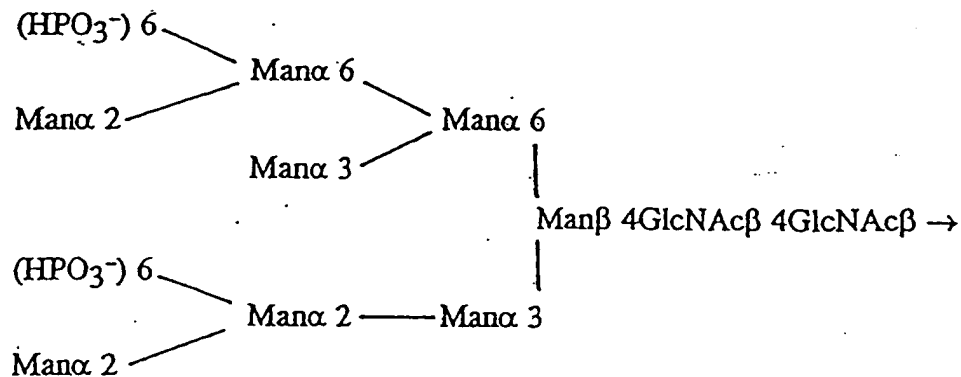 (HPO₃⁻) 6
Manα 6
Manα 2
Manα 6
Manα 3
Manβ 4GlcNAcβ 4GlcNAcβ →
(HPO₃⁻) 6
Manα 2
Manα 3
Manα 2